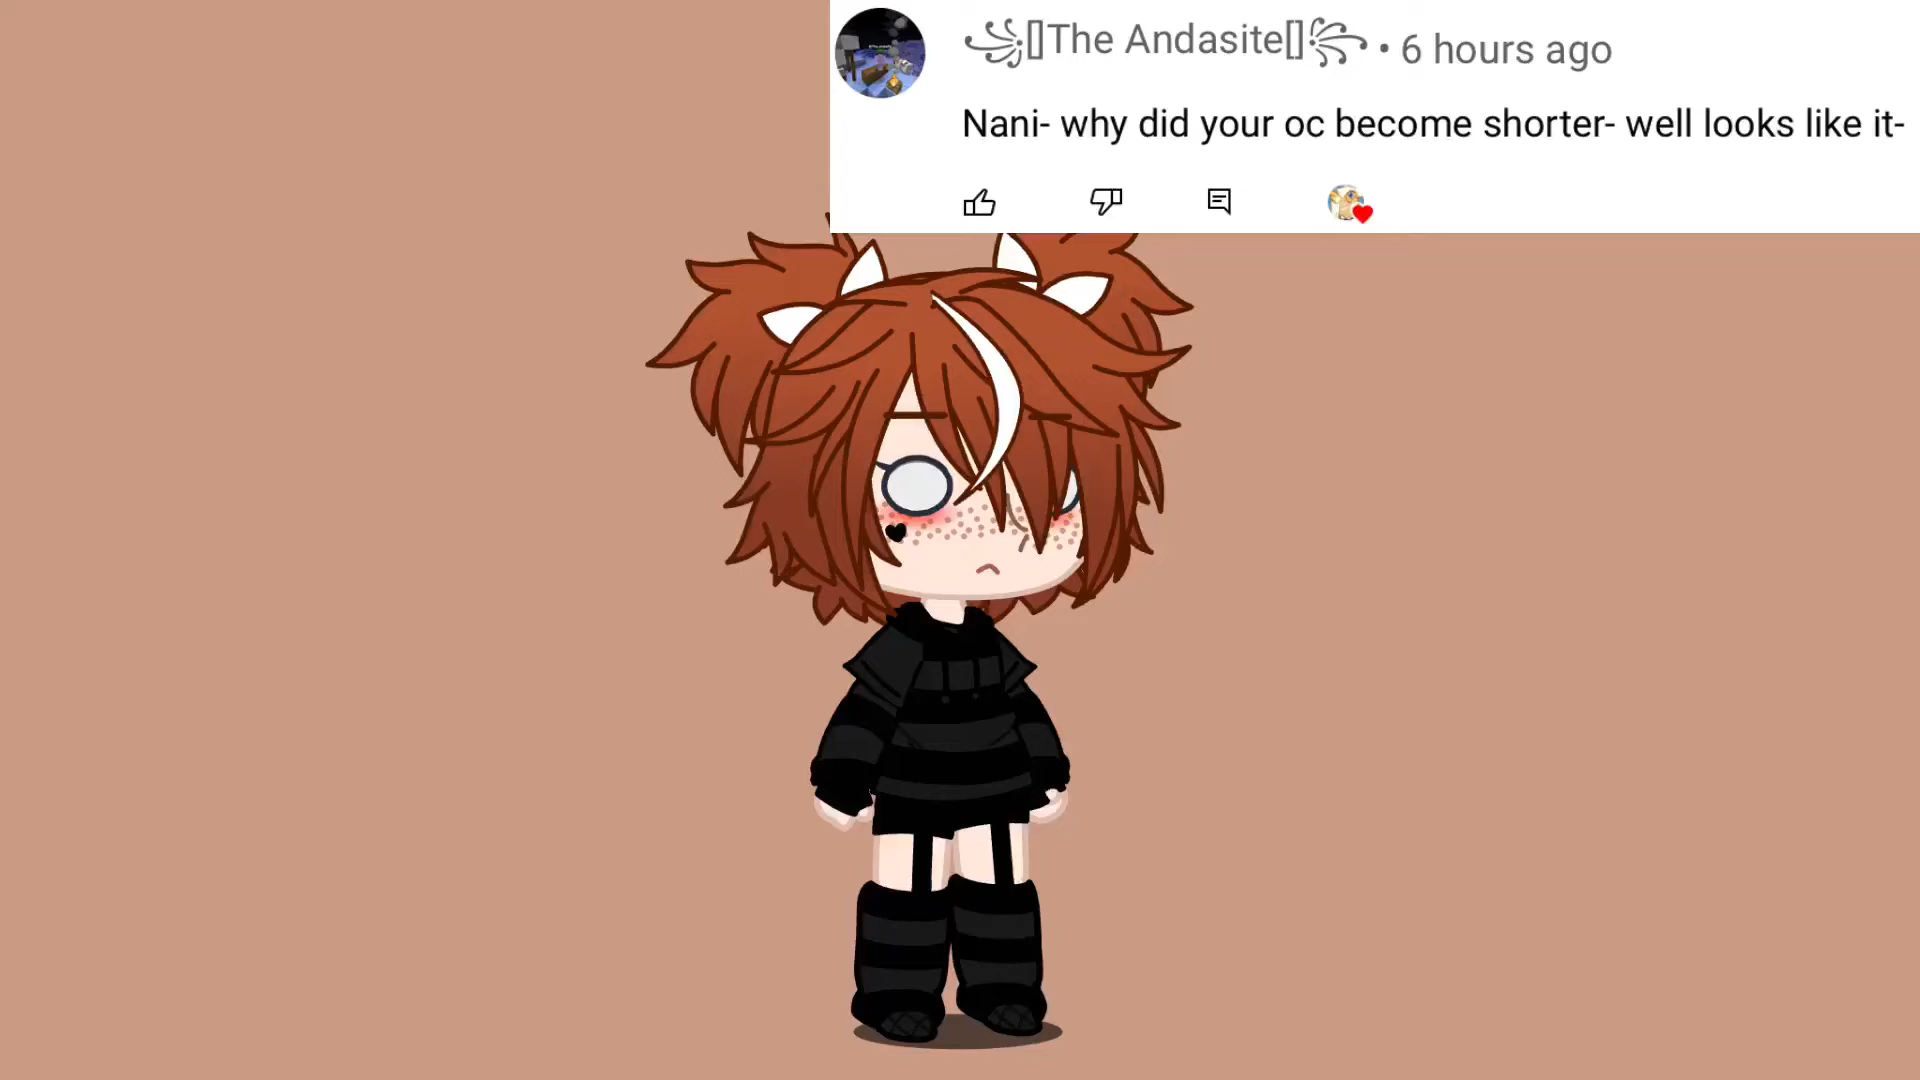 ꧁[]The Andasite[]꧂ • 6 hours ago
Nani- why did your oc become shorter- well looks like it-